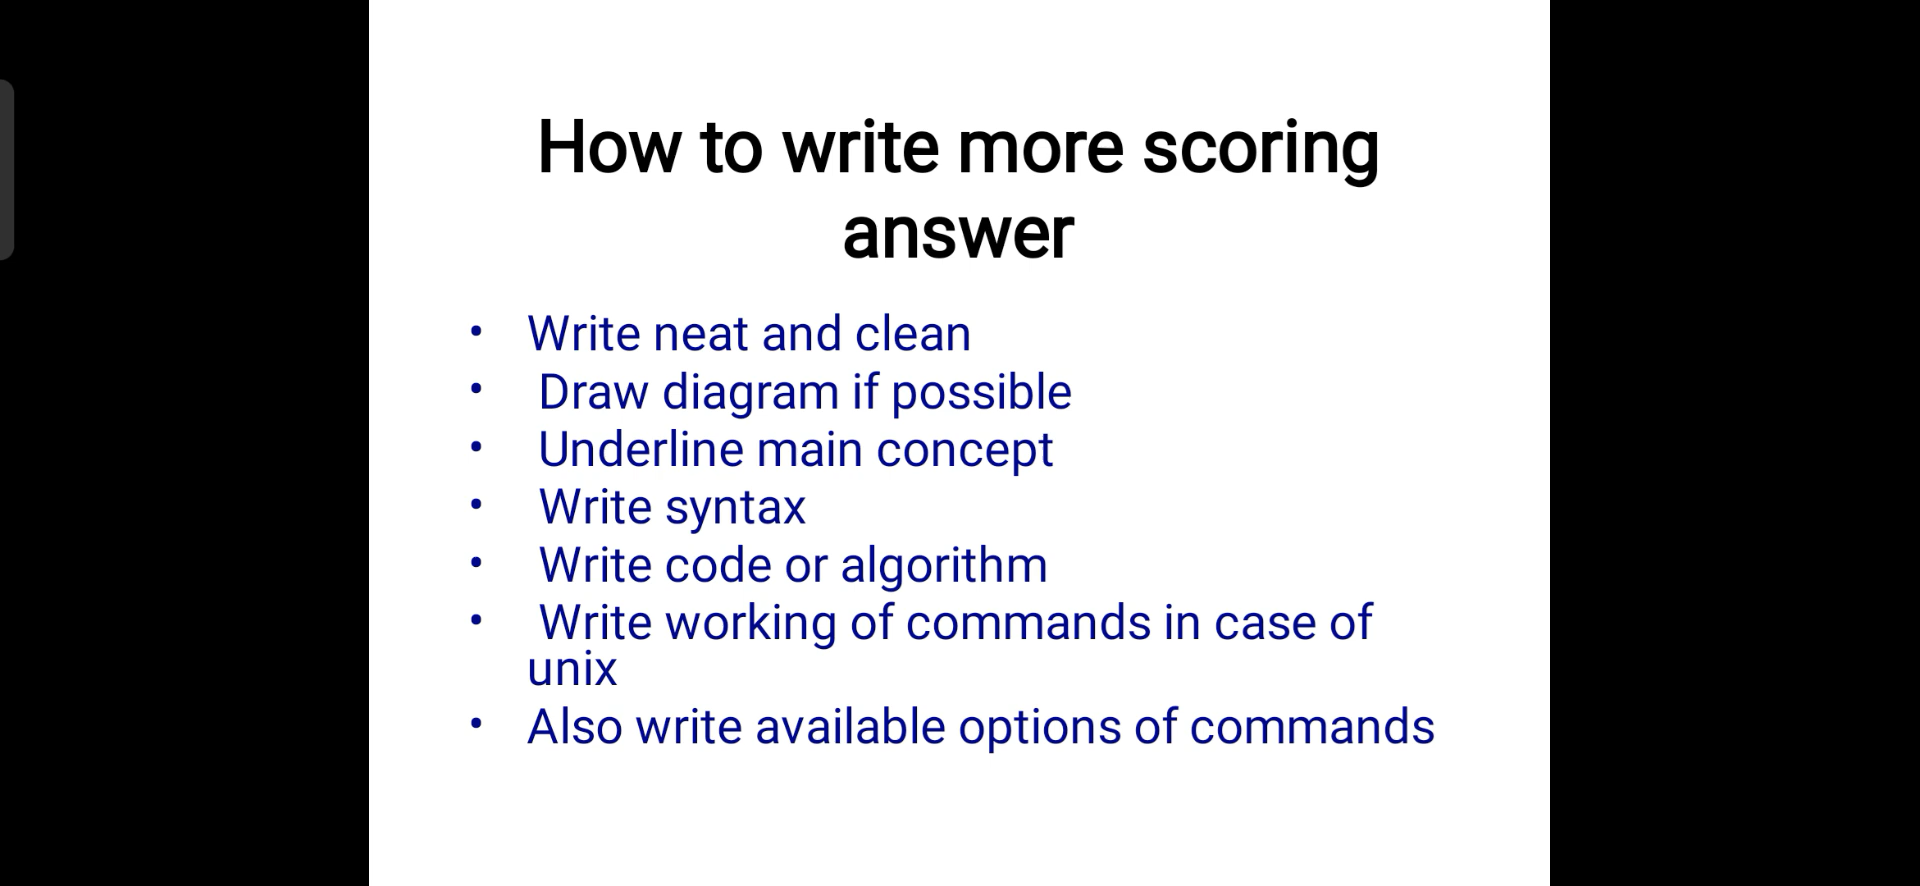 How to write more scoring
answer
• Write neat and clean
• Draw diagram if possible
• Underline main concept
• Write syntax
• Write code or algorithm
• Write working of commands in case of
unix
• Also write available options of commands